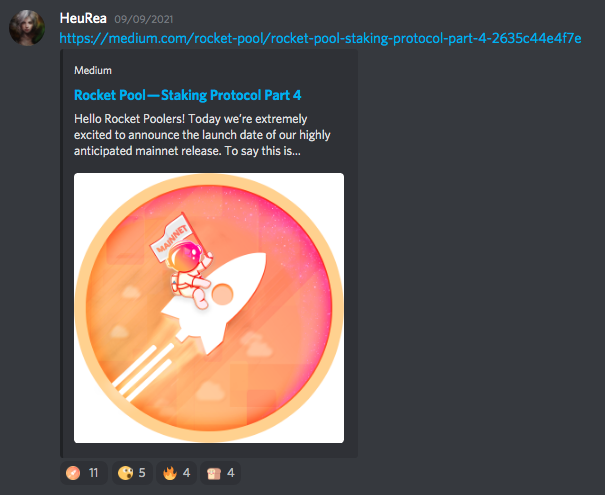 HeuRea 09/09/2021
https://medium.com/rocket-pool/rocket-pool-staking-protocol-part-4-2635c44e4f7e
Medium
Rocket Pool — Staking Protocol Part 4
Hello Rocket Poolers! Today we're extremely
excited to announce the launch date of our highly
anticipated mainnet release. To say this is...
MAINNET
11 5 4 4